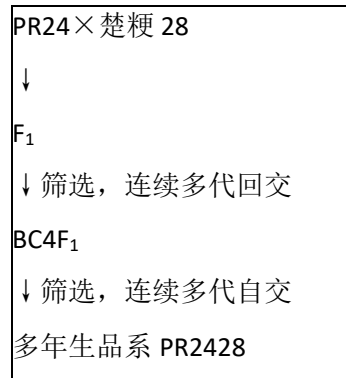 PR24×楚粳 28
↓
F₁
↓筛选，连续多代回交
BC4F₁
↓筛选，连续多代自交
多年生品系 PR2428